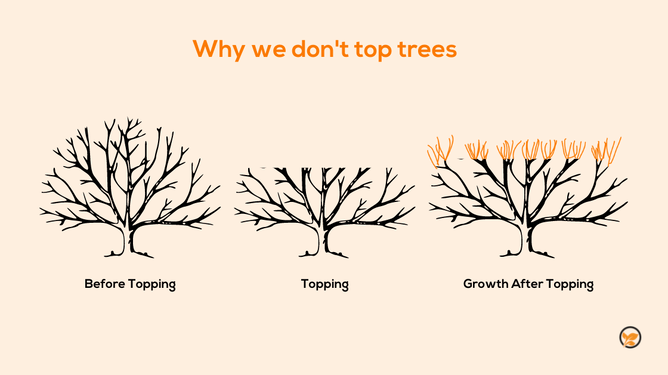 Why we don't top trees
Before Topping
Topping
Growth After Topping